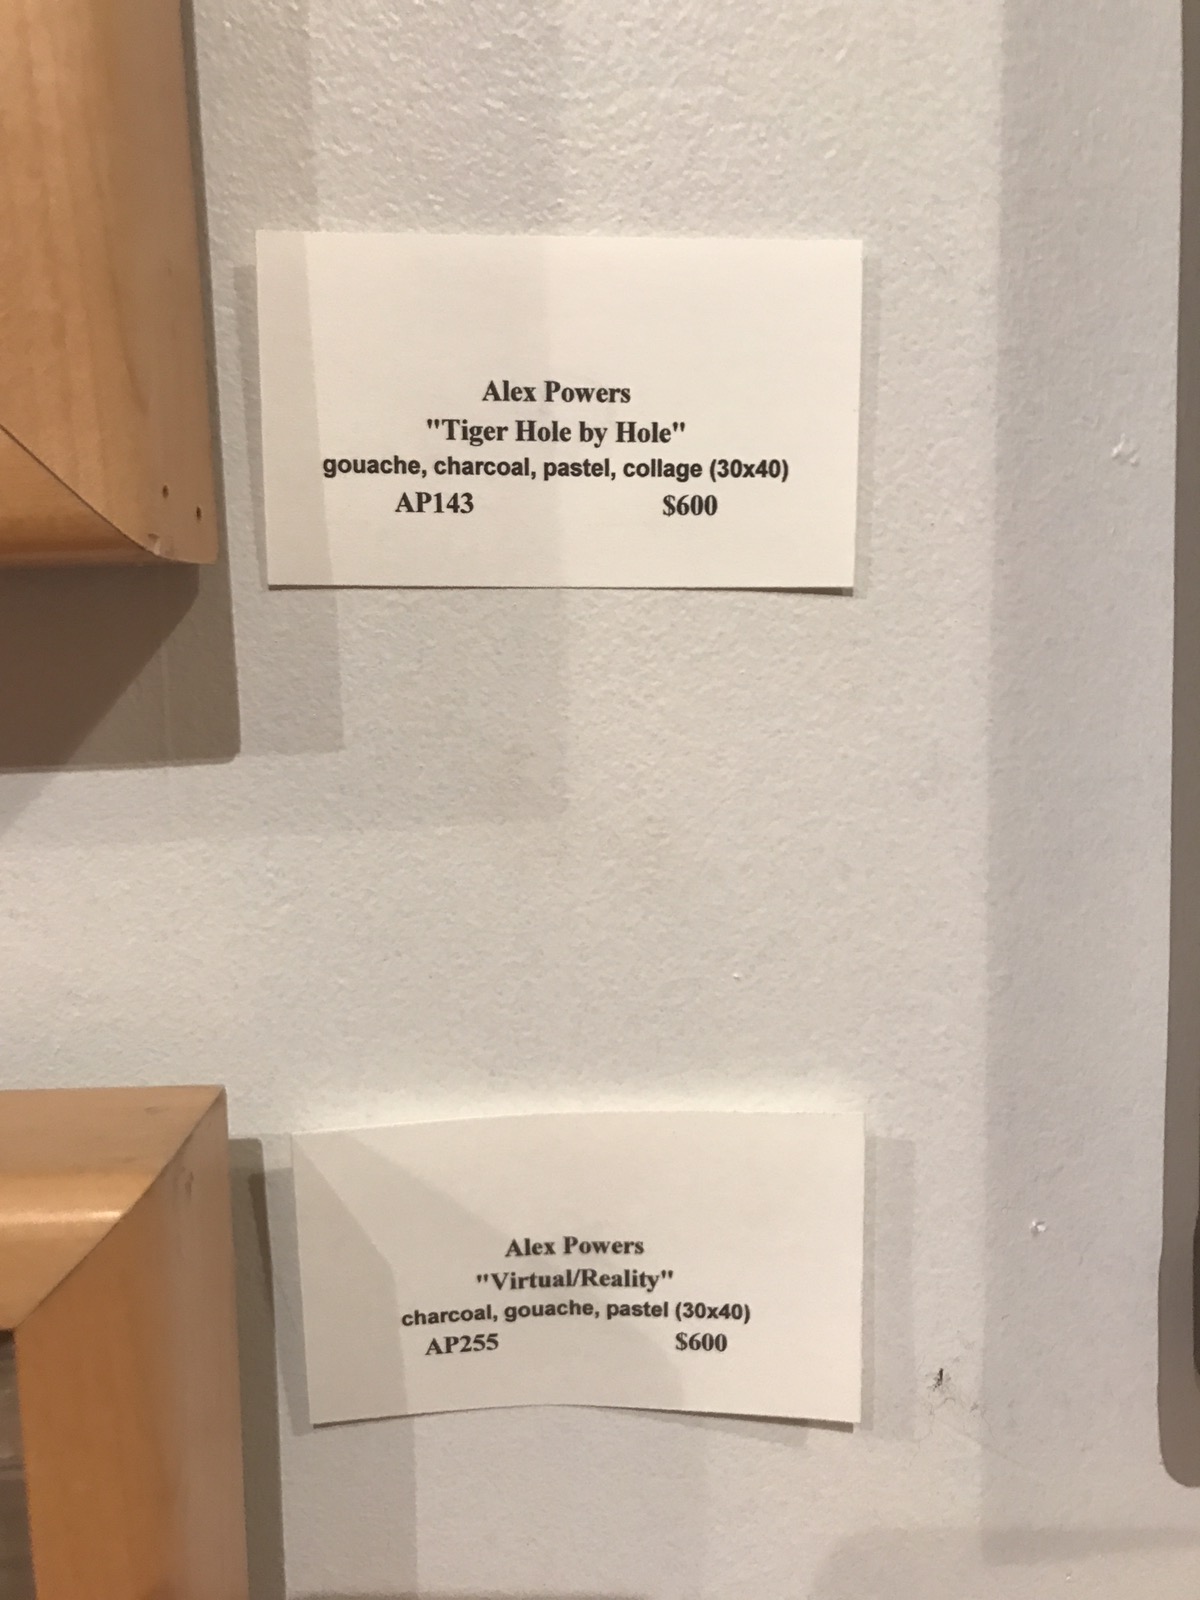 Alex Powers
"Tiger Hole by Hole"
gouache, charcoal, pastel, collage (30x40)
AP143 $600
Alex Powers
"Virtual/Reality"
charcoal, gouache, pastel (30x40)
AP255 $600